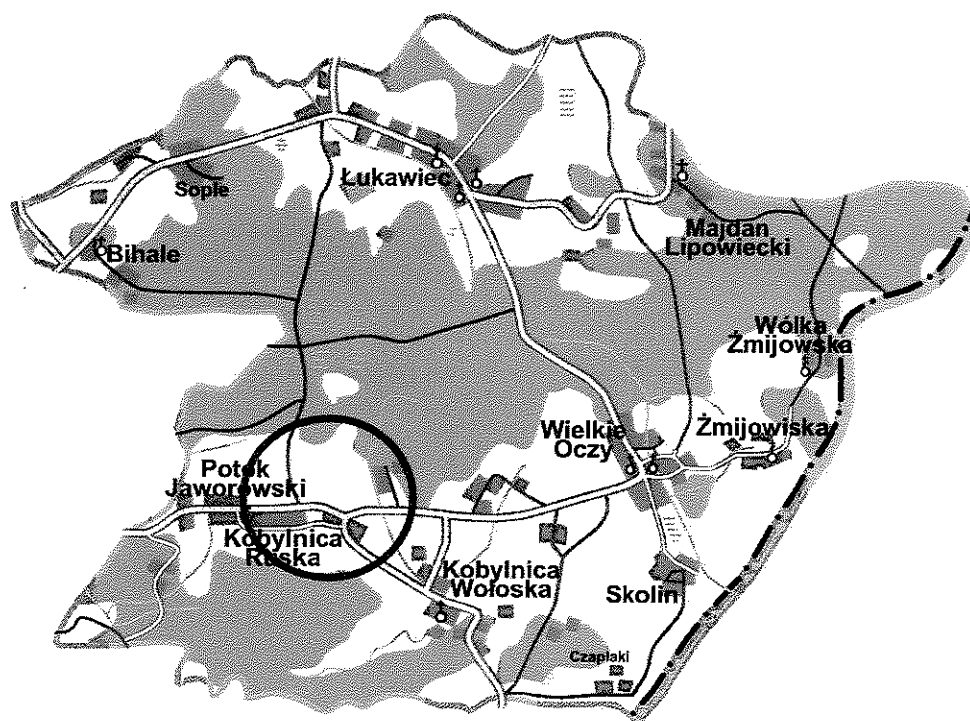 Łukawiec
Sople
Majdan
Lipowiecki
Bihale
Wólka
Żmijowska
Wielkie
Oczy
Żmijowiska
Potok
Jaworowski
Kobylnica
Ruska
Kobylnica
Wołoska
Skolin
Czaplaki